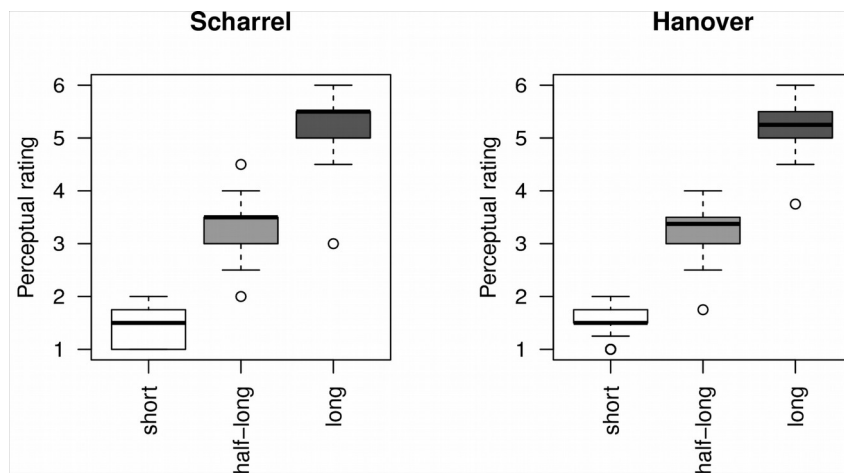 Scharrel
Perceptual rating
6
5
4
3
2
1
short
half-long
long
Hanover
Perceptual rating
6
5
4
3
2
1
short
half-long
long